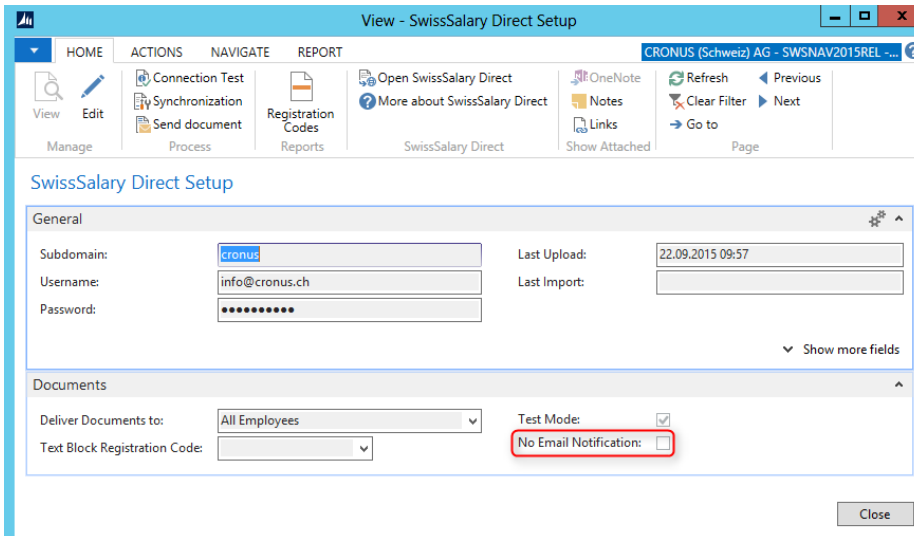 View - SwissSalary Direct Setup
HOME ACTIONS NAVIGATE REPORT CRONUS (Schweiz) AG - SWSNAV2015REL -...
View
Edit
Connection Test
Synchronization
Send document
Registration
Codes
Open SwissSalary Direct
More about SwissSalary Direct
OneNote
Notes
Links
Refresh
Clear Filter
Go to
Previous
Next
Manage Process Reports SwissSalary Direct Show Attached Page
SwissSalary Direct Setup
General
Subdomain: cronus Last Upload: 22.09.2015 09:57
Username: info@cronus.ch Last Import:
Password: ●●●●●●●●●●
Show more fields
Documents
Deliver Documents to: All Employees Test Mode:
Text Block Registration Code: No Email Notification:
Close